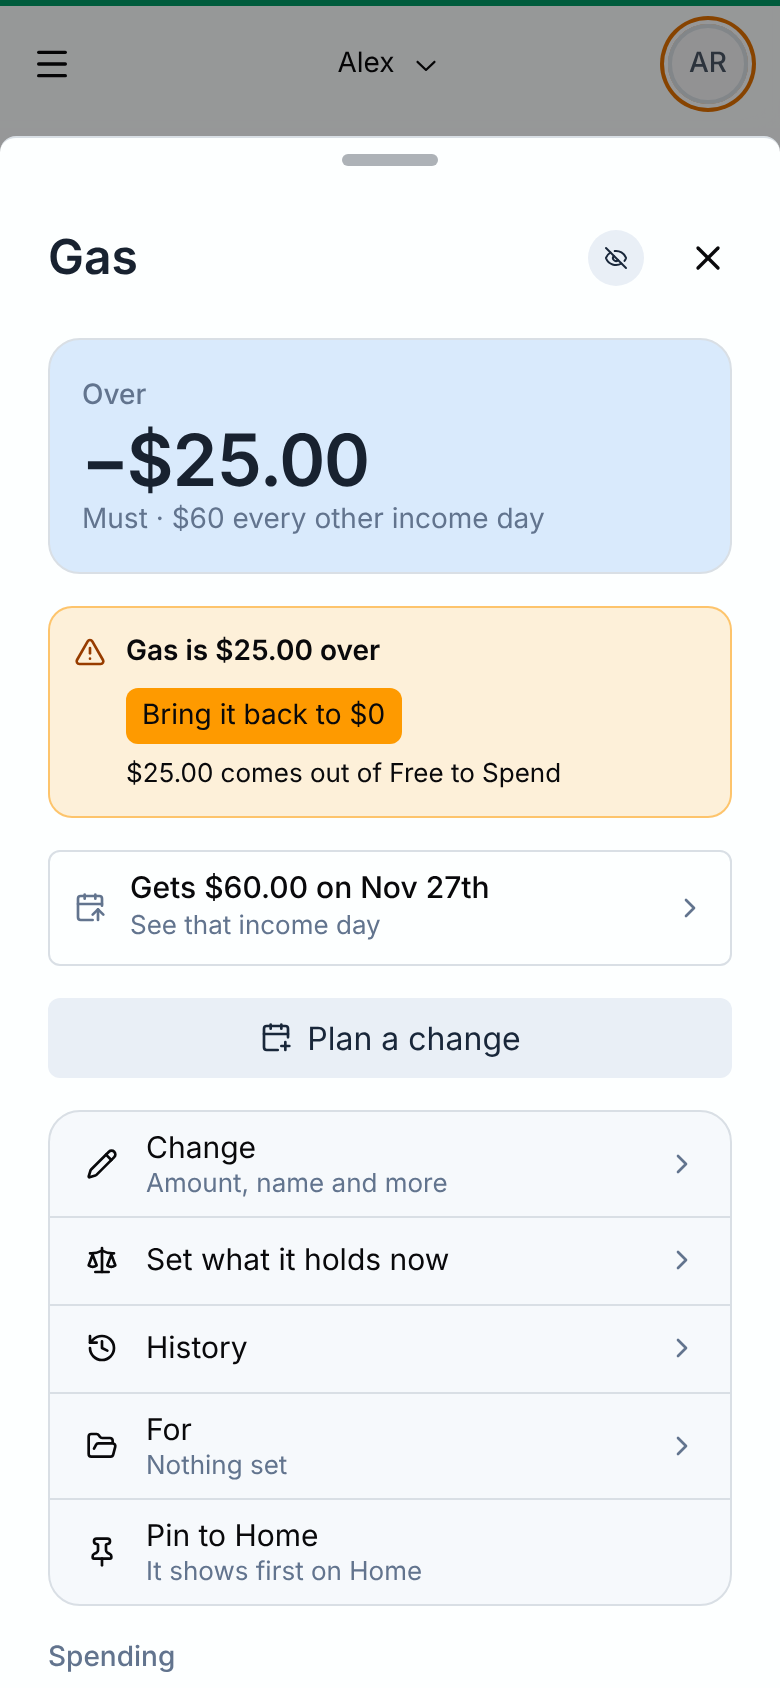 Alex
AR
Gas
Over
−$25.00
Must · $60 every other income day
Gas is $25.00 over
Bring it back to $0
$25.00 comes out of Free to Spend
Gets $60.00 on Nov 27th
See that income day
Plan a change
Change
Amount, name and more
Set what it holds now
History
For
Nothing set
Pin to Home
It shows first on Home
Spending